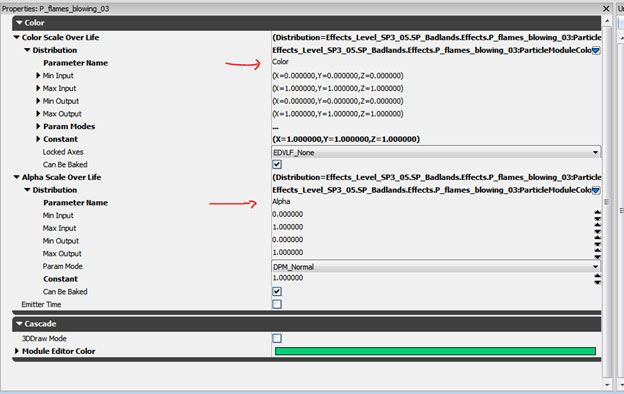 Properties: P_flames_blowing_03
Color
Color Scale Over Life (Distribution=Effects_Level_SP3_05.SP_Badlands.Effects.P_flames_blowing_03:ParticleModuleColo
Distribution Effects_Level_SP3_05.SP_Badlands.Effects.P_flames_blowing_03:ParticleModuleColo
Parameter Name Color
Min Input (X=0.000000,Y=0.000000,Z=0.000000)
Max Input (X=1.000000,Y=1.000000,Z=1.000000)
Min Output (X=0.000000,Y=0.000000,Z=0.000000)
Max Output (X=1.000000,Y=1.000000,Z=1.000000)
Param Modes ...
Constant (X=1.000000,Y=1.000000,Z=1.000000)
Locked Axes EDVLF_None
Can Be Baked
Alpha Scale Over Life (Distribution=Effects_Level_SP3_05.SP_Badlands.Effects.P_flames_blowing_03:ParticleModuleColo
Distribution Effects_Level_SP3_05.SP_Badlands.Effects.P_flames_blowing_03:ParticleModuleColo
Parameter Name Alpha
Min Input 0.000000
Max Input 1.000000
Min Output 0.000000
Max Output 1.000000
Param Mode DPM_Normal
Constant 1.000000
Can Be Baked
Emitter Time
Cascade
3DDraw Mode
Module Editor Color